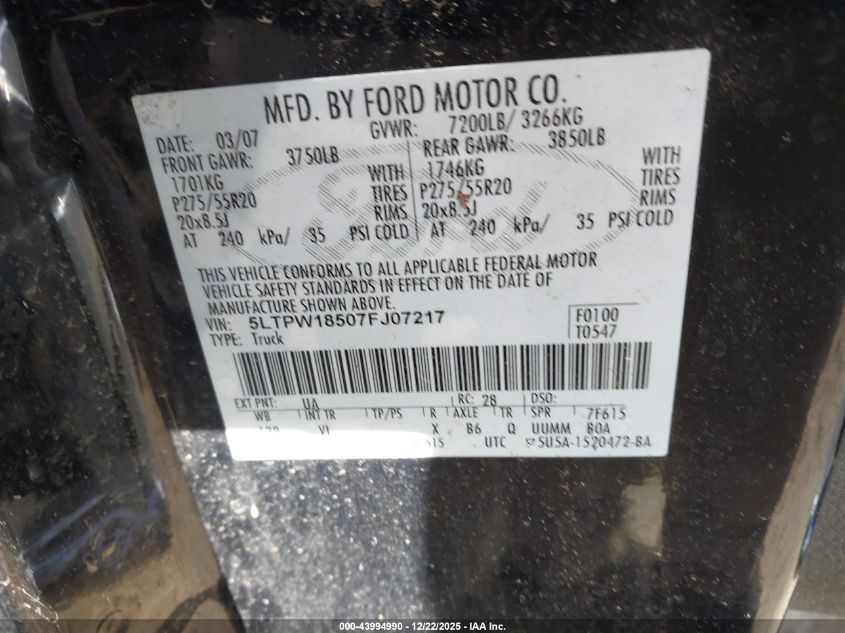 MFD. BY FORD MOTOR CO.
DATE: 03/07 GVWR: 7200LB/ 3266KG
FRONT GAWR: 3750LB REAR GAWR: 3850LB
1701KG WITH 1746KG WITH
P275/55R20 TIRES P275/55R20 TIRES
20x8.5J RIMS 20x8.5J RIMS
AT 240 kPa/ 35 PSI COLD AT 240 kPa/ 35 PSI COLD
THIS VEHICLE CONFORMS TO ALL APPLICABLE FEDERAL MOTOR
VEHICLE SAFETY STANDARDS IN EFFECT ON THE DATE OF
MANUFACTURE SHOWN ABOVE.
VIN: 5LTPW18507FJ07217 F0100
TYPE: Truck T0547
EXT PNT: UA RC: 28 DSO:
WB INT TR TP/PS R AXLE TR SPR 7F615
VI X B6 Q UUMM BOA
UTC 5U5A-1520472-BA
000-43994990 - 12/22/2025 - IAA Inc.